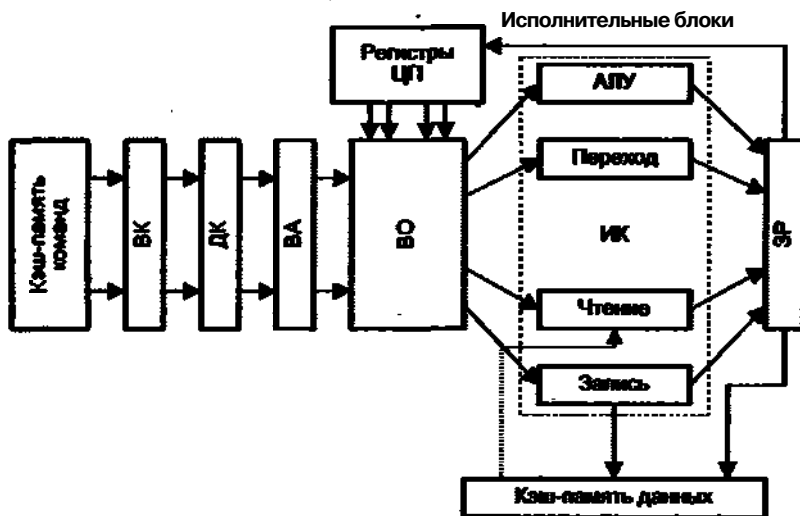 Исполнительные блоки
Регистры
ЦП
АЛУ
Переход
Кэш-память
команд
ВК
ДК
ВА
ВО
ИК
ЗР
Чтение
Запись
Кэш-память данных